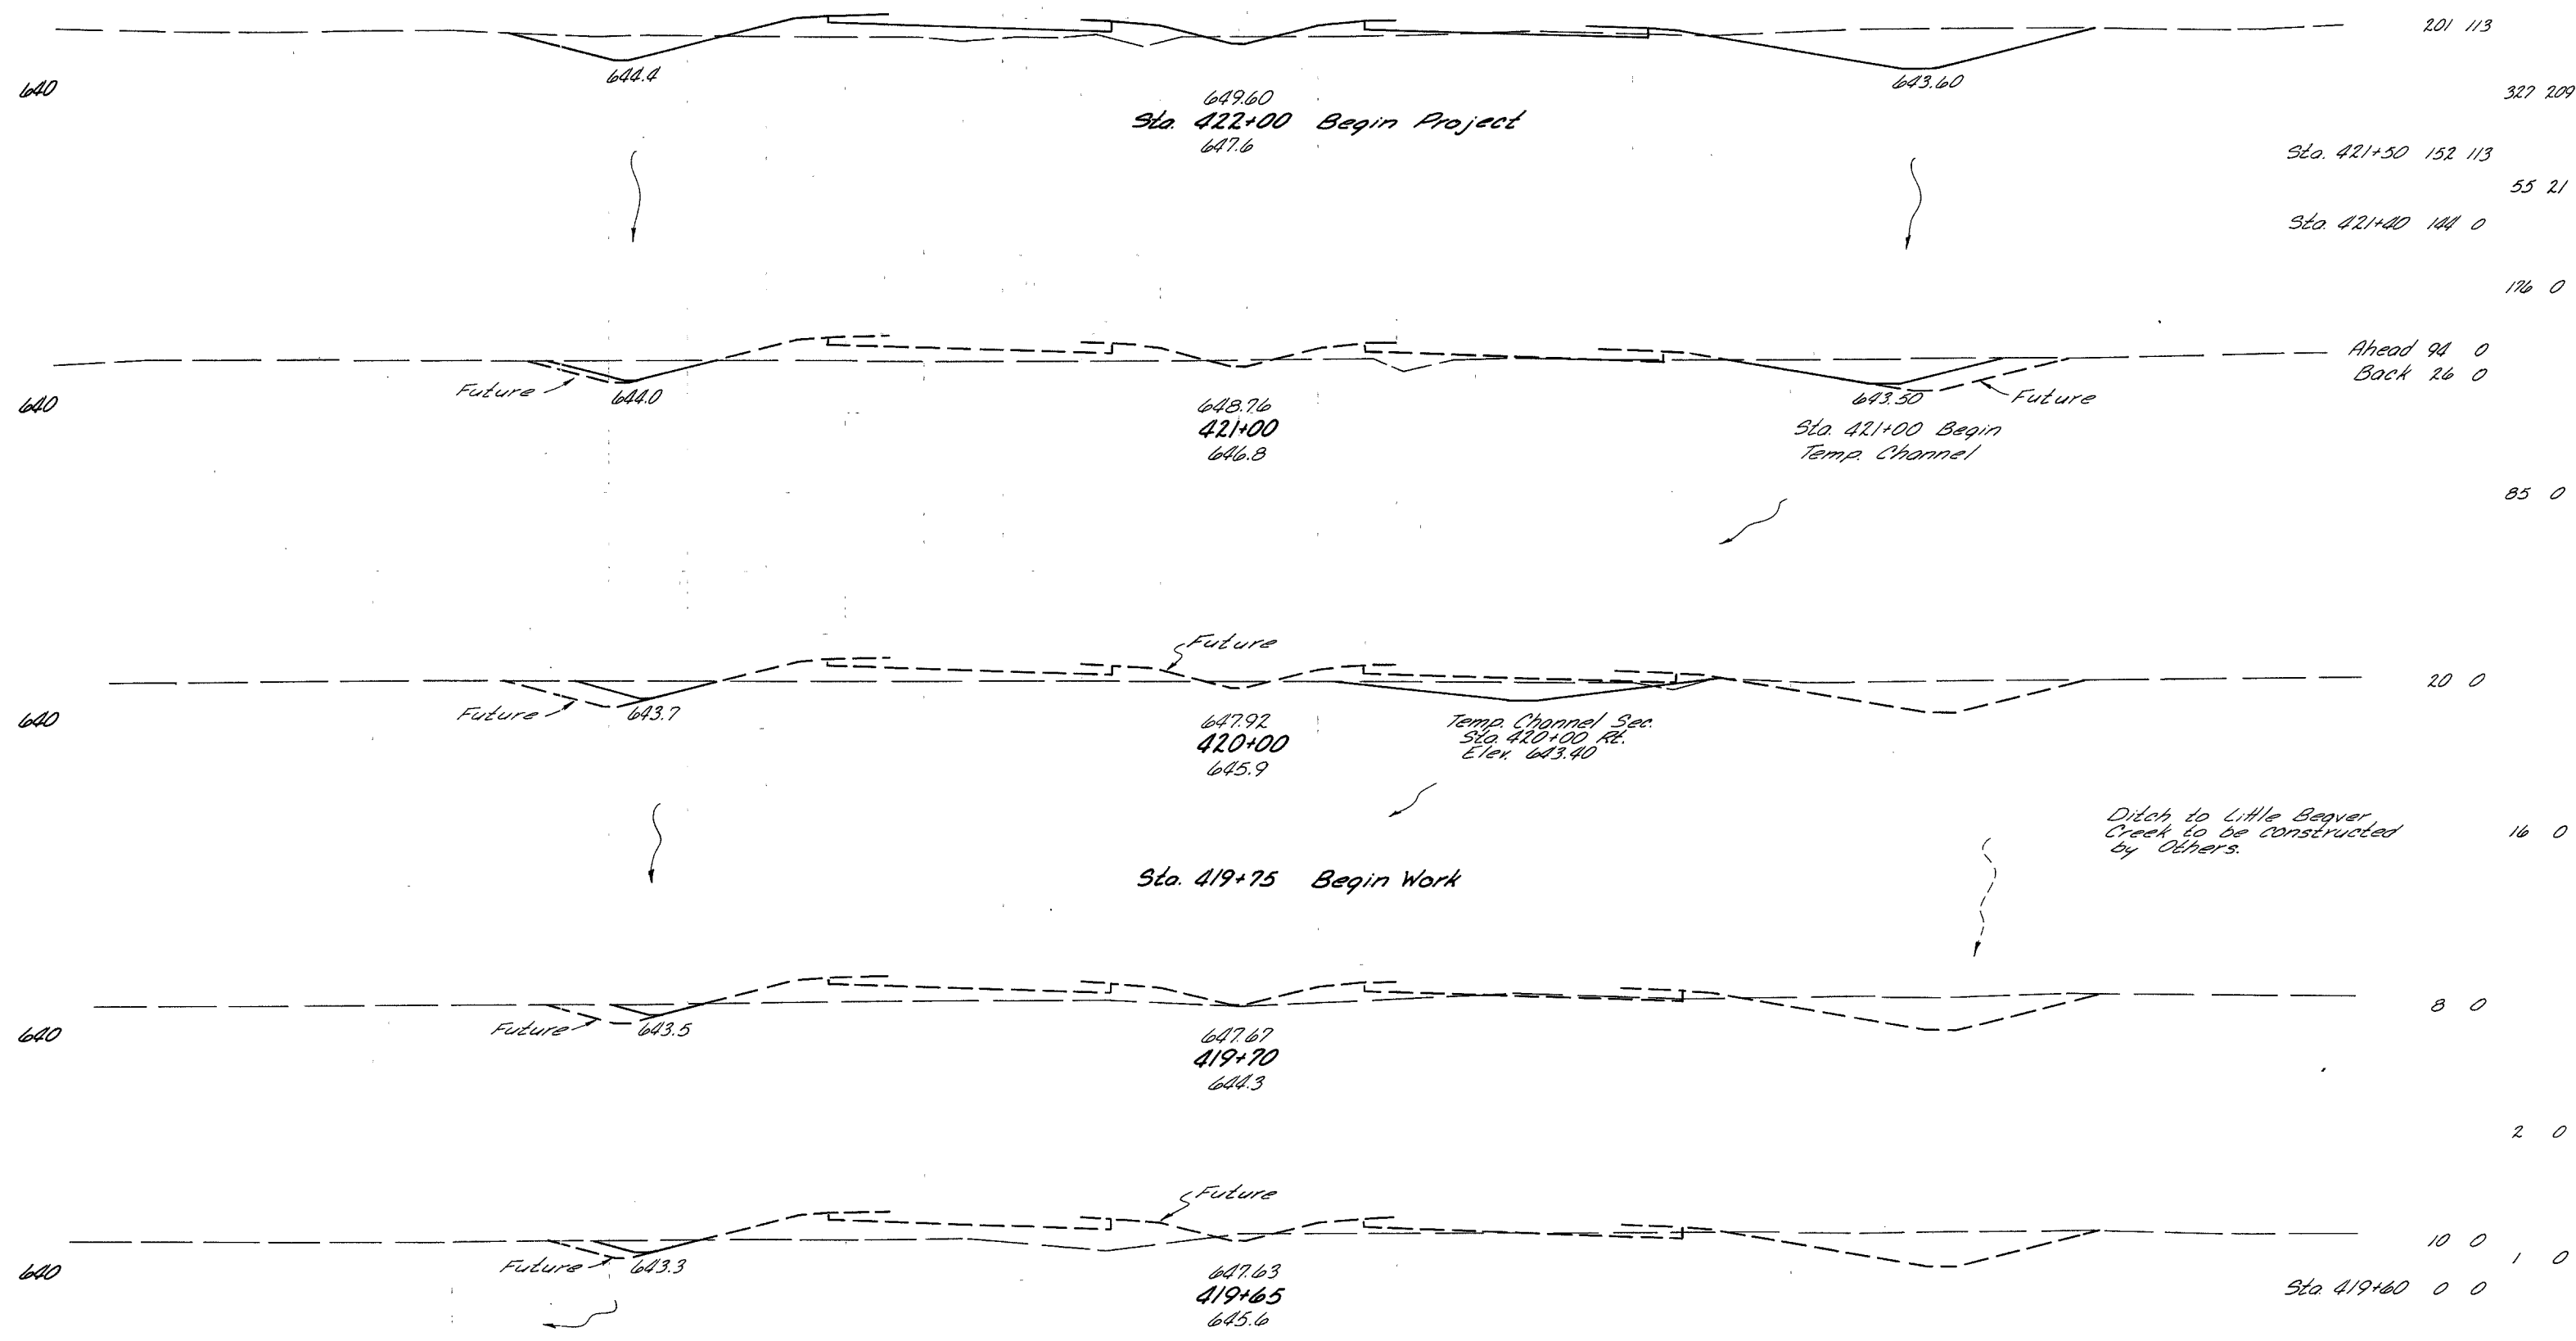 201 113
644.4
643.60
640
327 209
649.60
Sta. 422+00 Begin Project
647.6
Sta. 421+50 152 113
55 21
Sta. 421+40 144 0
176 0
Ahead 94 0
Back 26 0
Future
644.0
643.50
Future
640
648.76
421+00
646.8
Sta. 421+00 Begin
Temp. Channel
85 0
Future
20 0
Future
643.7
640
647.92
420+00
645.9
Temp. Channel Sec.
Sta. 420+00 Rt.
Elev. 643.40
Ditch to Little Beaver
Creek to be constructed
by Others.
16 0
Sta. 419+75 Begin Work
8 0
Future
643.5
640
647.67
419+70
644.3
2 0
Future
10 0
1 0
Future
643.3
640
647.63
419+65
645.6
Sta. 419+60 0 0